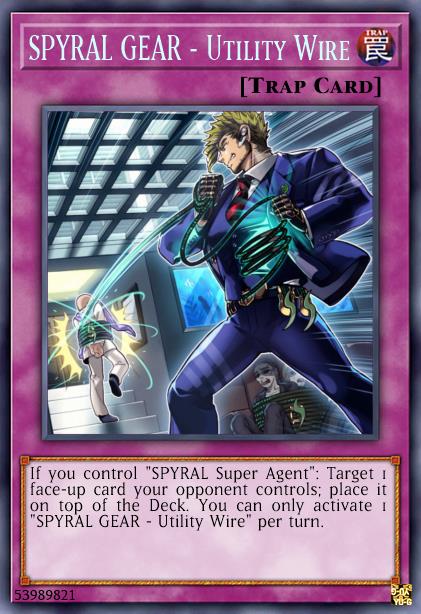 SPYRAL GEAR - Utility Wire
TRAP
罠
[Trap Card]
If you control "SPYRAL Super Agent": Target 1
face-up card your opponent controls; place it
on top of the Deck. You can only activate 1
"SPYRAL GEAR - Utility Wire" per turn.
53989821